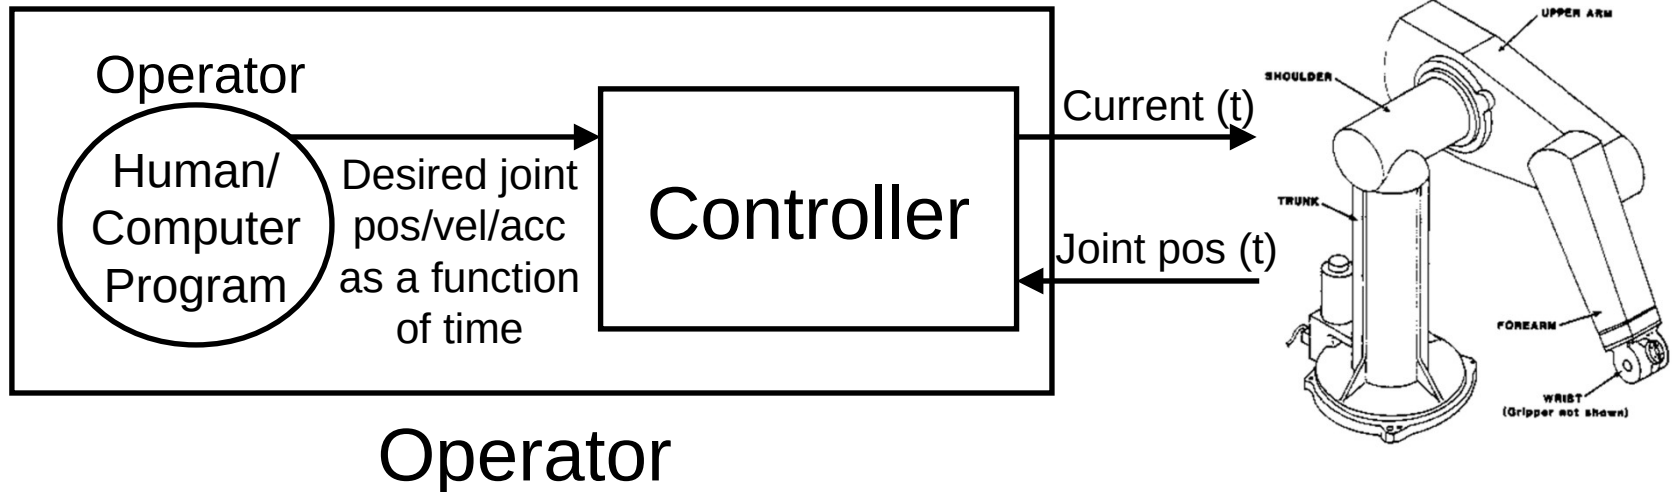 Operator
Human/
Computer
Program
Desired joint
pos/vel/acc
as a function
of time
Controller
Current (t)
Joint pos (t)
Operator
UPPER ARM
SHOULDER
TRUNK
FOREARM
WRIST
(Gripper not shown)